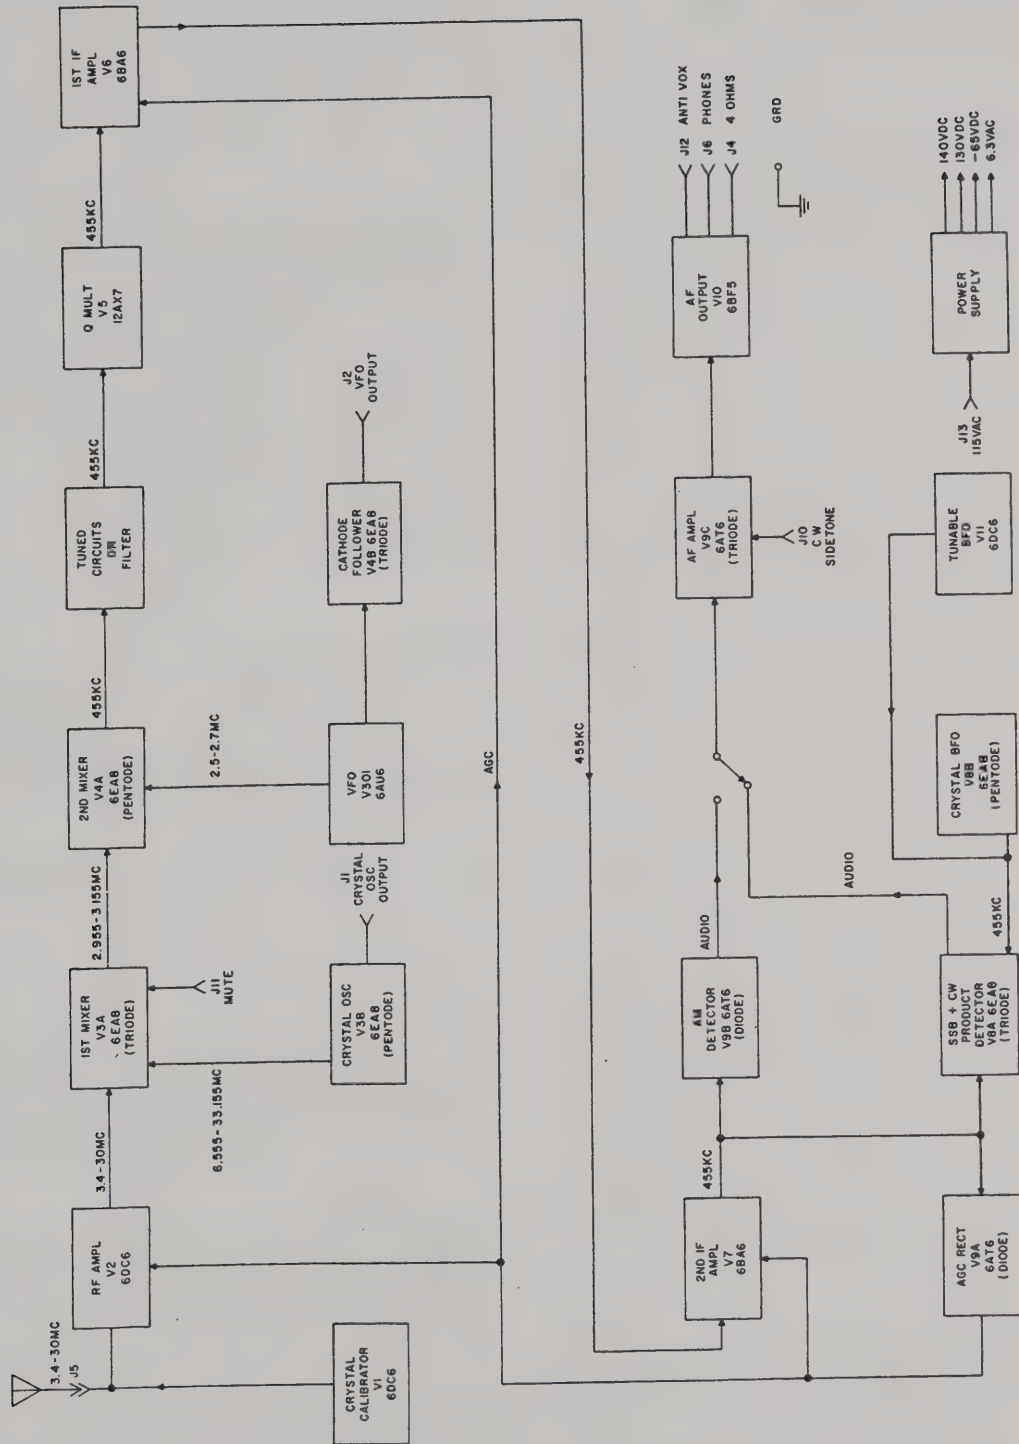 3.4-30MC
J5
CRYSTAL
CALIBRATOR
V1
6DC6
RF AMPL
V2
6DC6
3.4-30MC
1ST MIXER
V3A
6EA8
(TRIODE)
J11
MUTE
6.555-33.155MC
CRYSTAL OSC
V3B
6EA8
(PENTODE)
J1
CRYSTAL
OSC
OUTPUT
2.955-3.155MC
2ND MIXER
V4A
6EA8
(PENTODE)
2.5-2.7MC
VFO
V301
6AU6
CATHODE
FOLLOWER
V4B 6EA8
(TRIODE)
J2
VFO
OUTPUT
455KC
TUNED
CIRCUITS
OR
FILTER
455KC
Q MULT
V5
12AX7
455KC
1ST IF
AMPL
V6
6BA6
AGC
455KC
2ND IF
AMPL
V7
6BA6
455KC
AM
DETECTOR
V9B 6AT6
(DIODE)
AUDIO
AF AMPL
V9C
6AT6
(TRIODE)
J10
CW
SIDETONE
AF
OUTPUT
V10
6BF5
J12 ANTI VOX
J6 PHONES
J4 4 OHMS
GRD
AGC RECT
V9A
6AT6
(DIODE)
SSB + CW
PRODUCT
DETECTOR
V8A 6EA8
(TRIODE)
AUDIO
455KC
CRYSTAL BFO
V8B
6EA8
(PENTODE)
TUNABLE
BFO
V11
6DC6
J13
115VAC
POWER
SUPPLY
140VDC
130VDC
-65VDC
6.3VAC